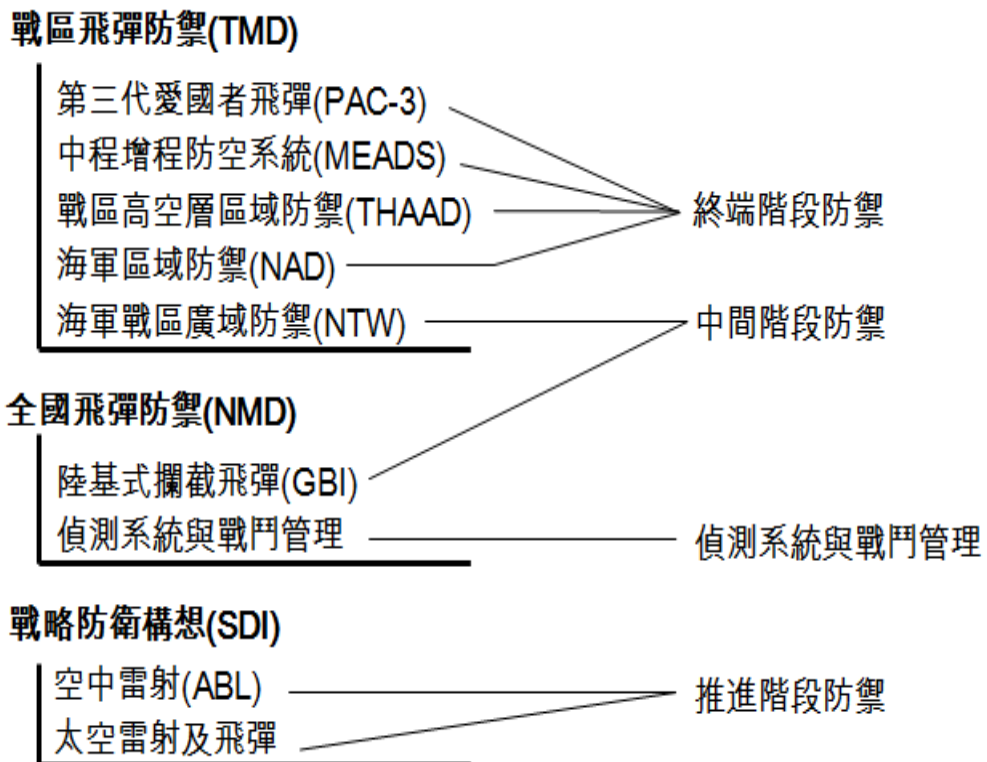 戰區飛彈防禦(TMD)
第三代愛國者飛彈(PAC-3)
中程增程防空系統(MEADS)
戰區高空層區域防禦(THAAD)
終端階段防禦
海軍區域防禦(NAD)
海軍戰區廣域防禦(NTW)
中間階段防禦
全國飛彈防禦(NMD)
陸基式攔截飛彈(GBI)
偵測系統與戰鬥管理
偵測系統與戰鬥管理
戰略防衛構想(SDI)
空中雷射(ABL)
推進階段防禦
太空雷射及飛彈